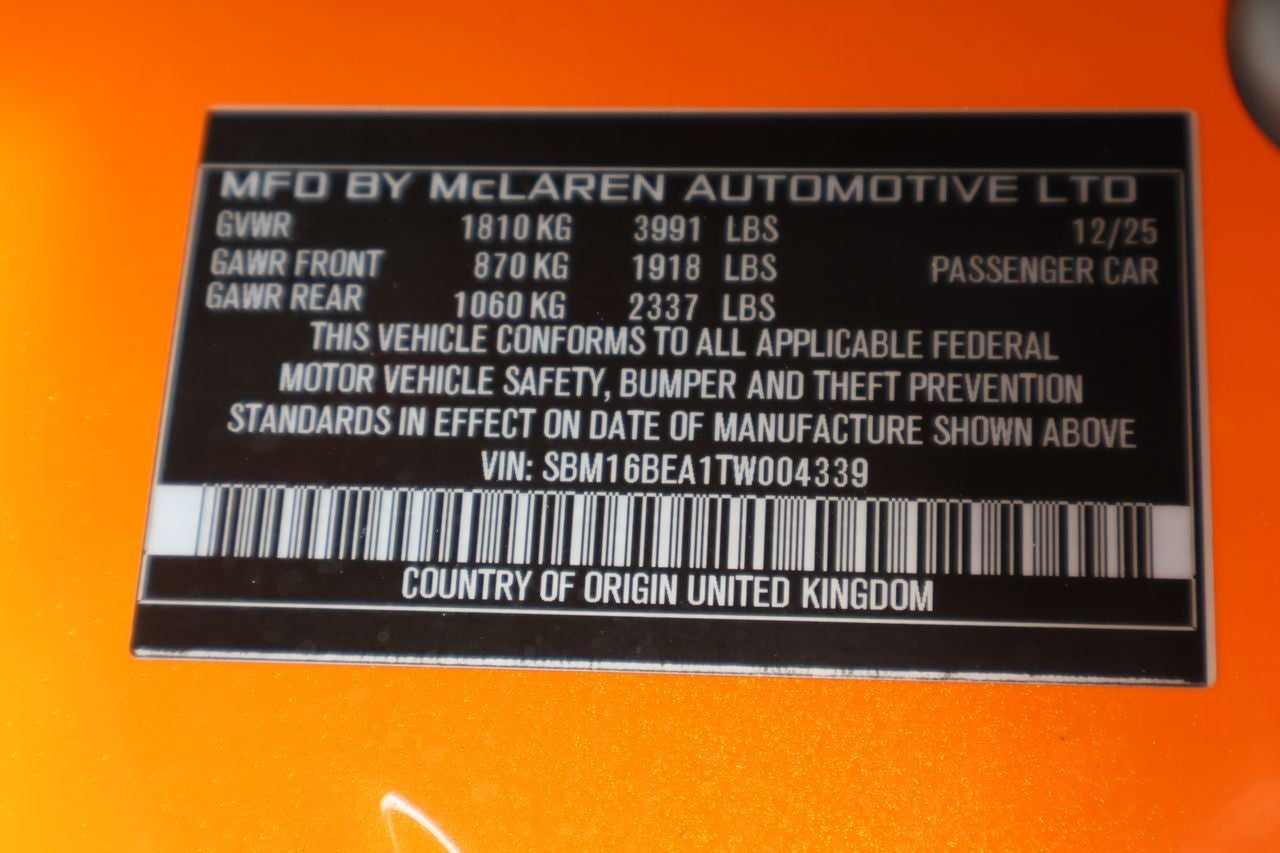 MFD BY McLAREN AUTOMOTIVE LTD
GVWR 1810 KG 3991 LBS 12/25
GAWR FRONT 870 KG 1918 LBS PASSENGER CAR
GAWR REAR 1060 KG 2337 LBS
THIS VEHICLE CONFORMS TO ALL APPLICABLE FEDERAL
MOTOR VEHICLE SAFETY, BUMPER AND THEFT PREVENTION
STANDARDS IN EFFECT ON DATE OF MANUFACTURE SHOWN ABOVE
VIN: SBM16BEA1TW004339
COUNTRY OF ORIGIN UNITED KINGDOM